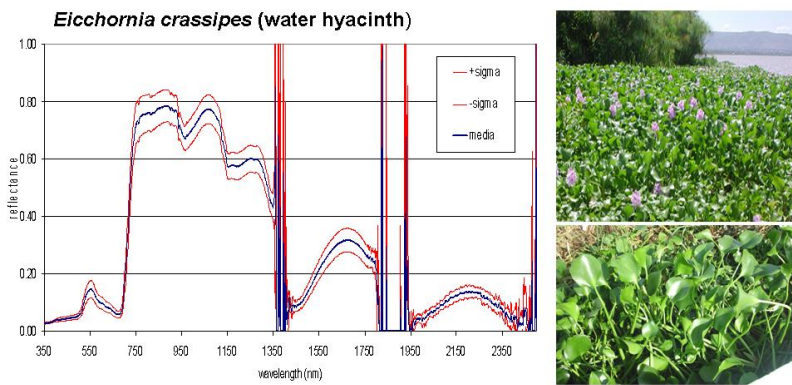 Eicchornia crassipes (water hyacinth)
1.00
0.80
0.60
0.40
0.20
0.00
reflectance
+sigma
-sigma
media
350 550 750 950 1150 1350 1550 1750 1950 2150 2350
wavelength (nm)